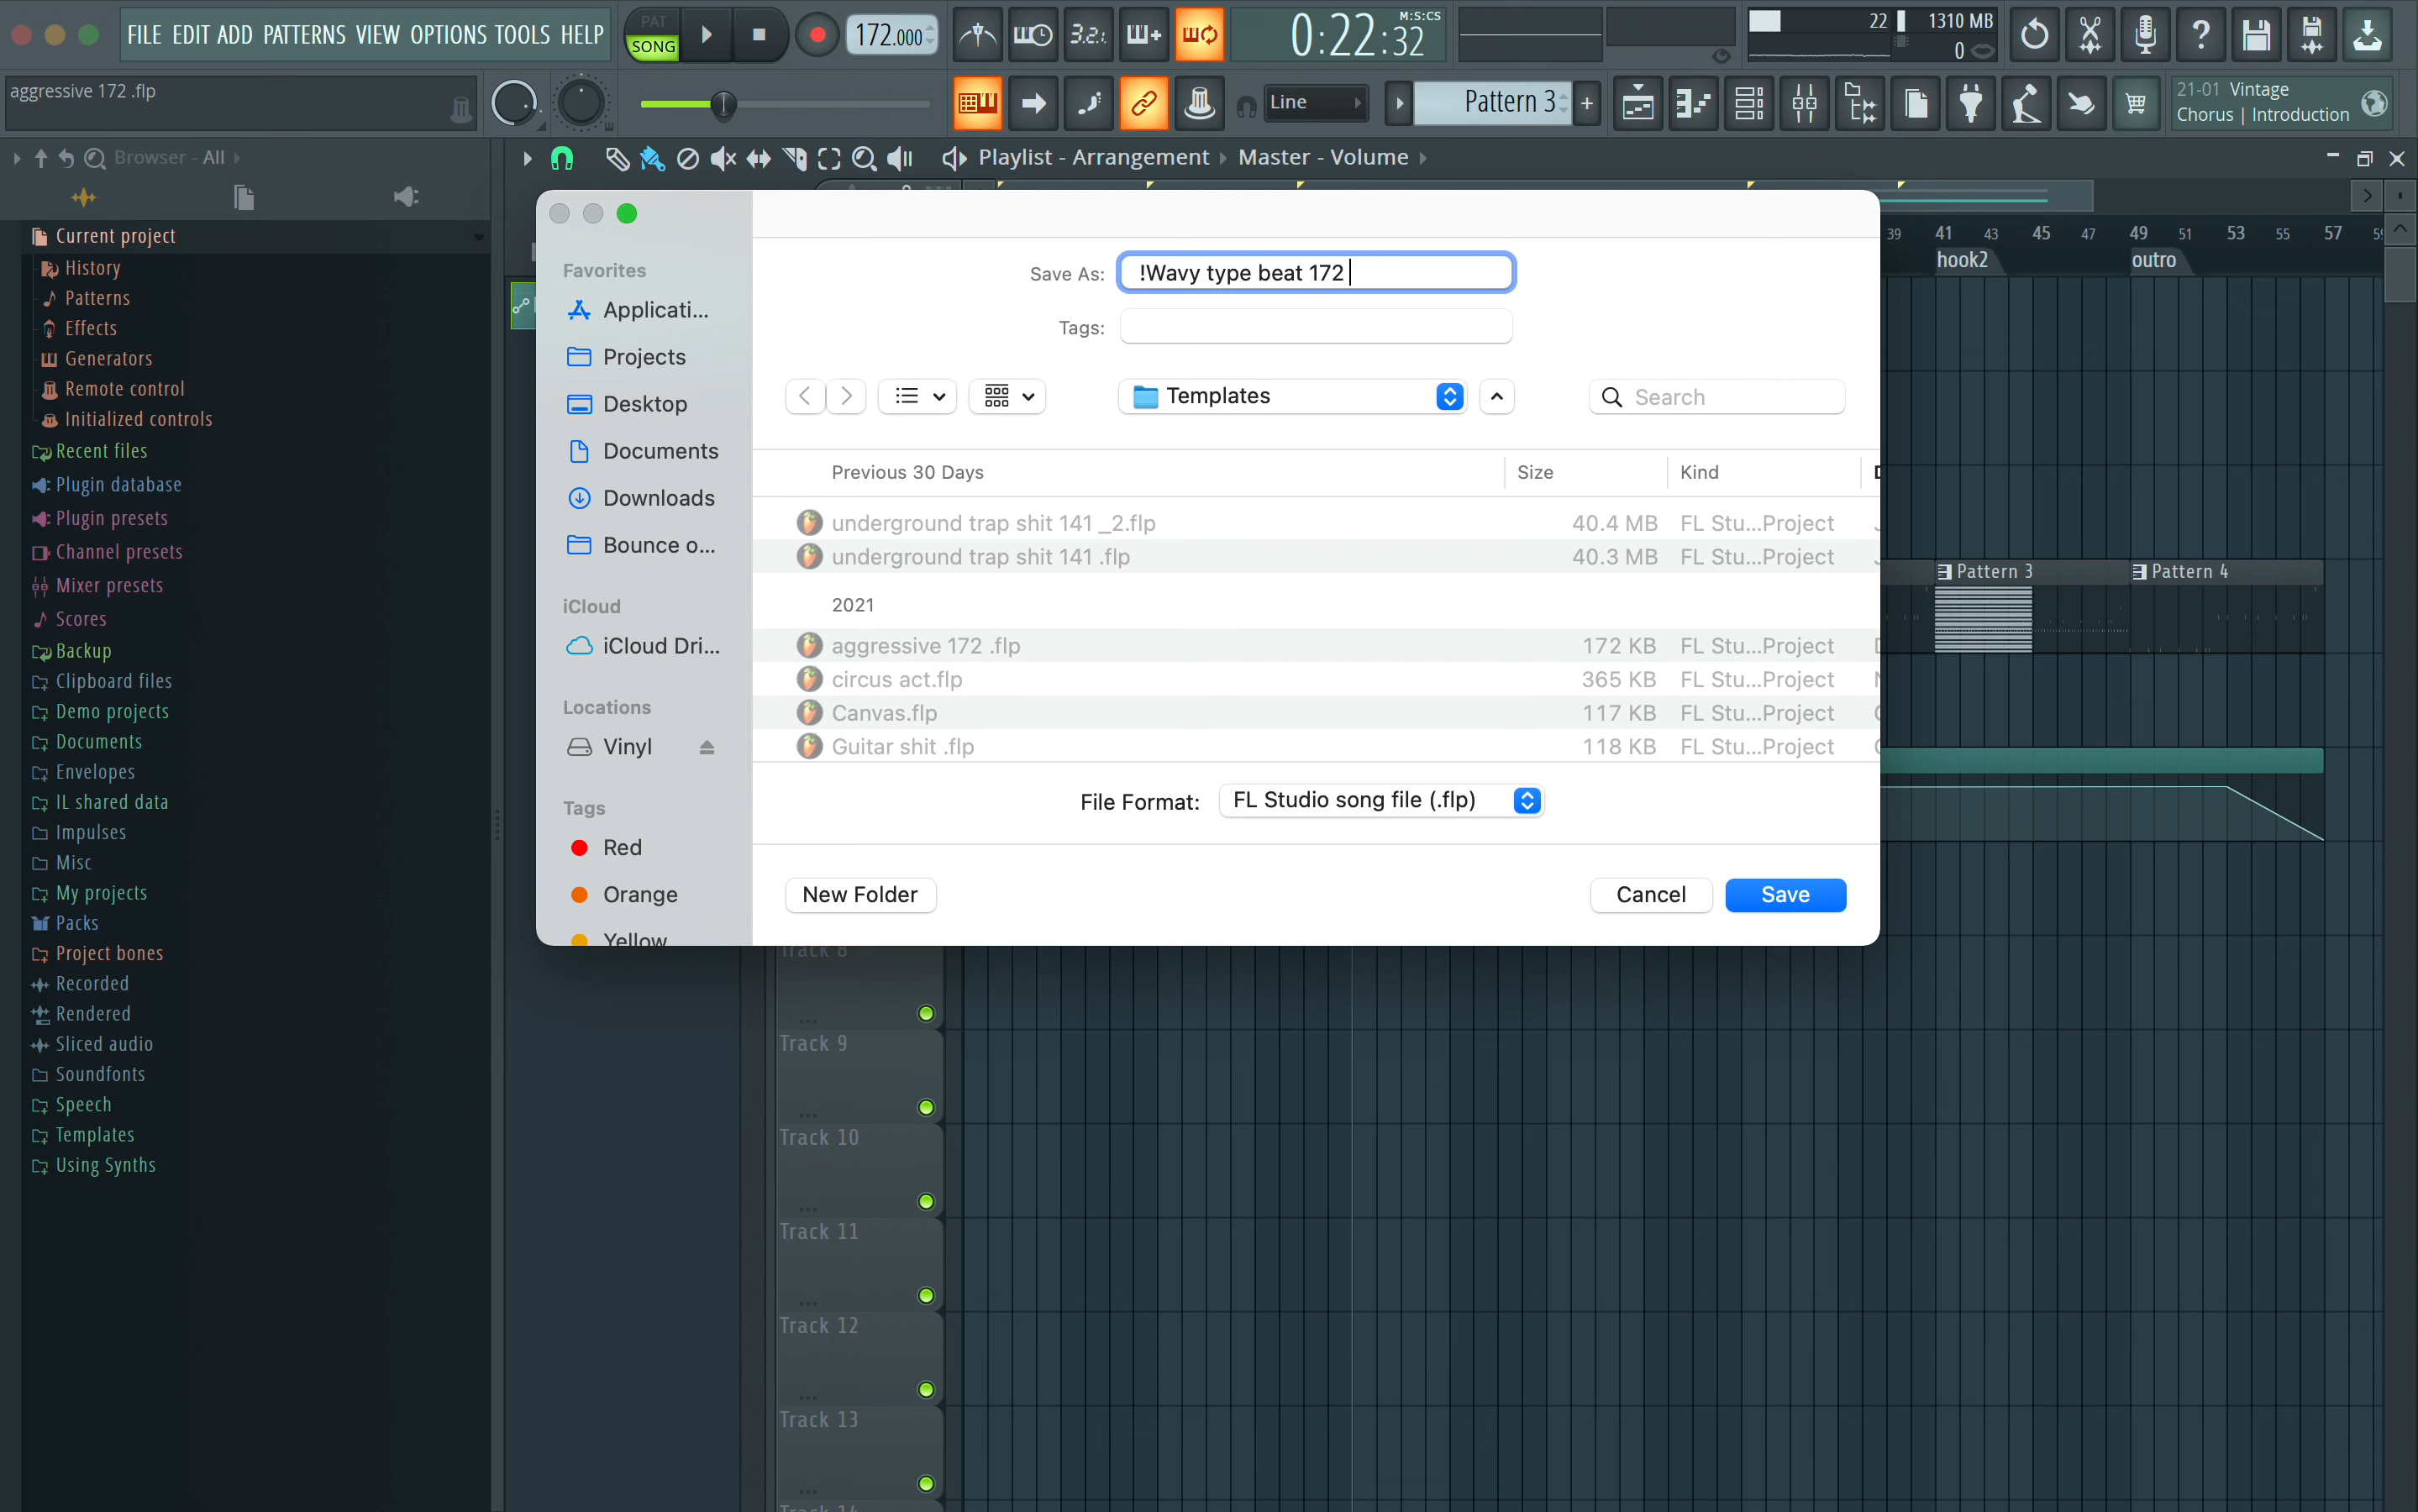 FILE EDIT ADD PATTERNS VIEW OPTIONS TOOLS HELP
PAT
SONG
172.000
3.2.1
0:22:32
M:S:CS
22
1310 MB
0
aggressive 172 .flp
Line
Pattern 3
21-01 Vintage
Chorus | Introduction
Browser - All
Playlist - Arrangement
Master - Volume
Current project
History
Patterns
Effects
Generators
Remote control
Initialized controls
Recent files
Plugin database
Plugin presets
Channel presets
Mixer presets
Scores
Backup
Clipboard files
Demo projects
Documents
Envelopes
IL shared data
Impulses
Misc
My projects
Packs
Project bones
Recorded
Rendered
Sliced audio
Soundfonts
Speech
Templates
Using Synths
Favorites
Applicati...
Projects
Desktop
Documents
Downloads
Bounce o...
iCloud
iCloud Dri...
Locations
Vinyl
Tags
Red
Orange
Yellow
Save As: !Wavy type beat 172
Tags:
Templates
Search
Previous 30 Days Size Kind
underground trap shit 141 _2.flp 40.4 MB FL Stu...Project
underground trap shit 141 .flp 40.3 MB FL Stu...Project
2021
aggressive 172 .flp 172 KB FL Stu...Project
circus act.flp 365 KB FL Stu...Project
Canvas.flp 117 KB FL Stu...Project
Guitar shit .flp 118 KB FL Stu...Project
File Format: FL Studio song file (.flp)
New Folder Cancel Save
39 41 43 45 47 49 51 53 55 57
hook2 outro
Pattern 3 Pattern 4
Track 8
Track 9
Track 10
Track 11
Track 12
Track 13
Track 14